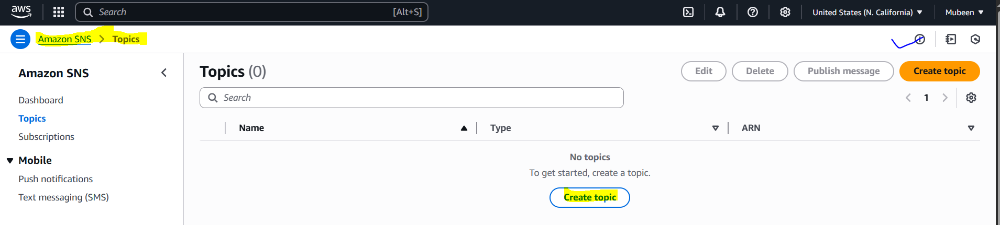 aws Search [Alt+S] United States (N. California) Mubeen
Amazon SNS > Topics
Amazon SNS
Dashboard
Topics
Subscriptions
Mobile
Push notifications
Text messaging (SMS)
Topics (0) Edit Delete Publish message Create topic
Search 1
Name Type ARN
No topics
To get started, create a topic.
Create topic